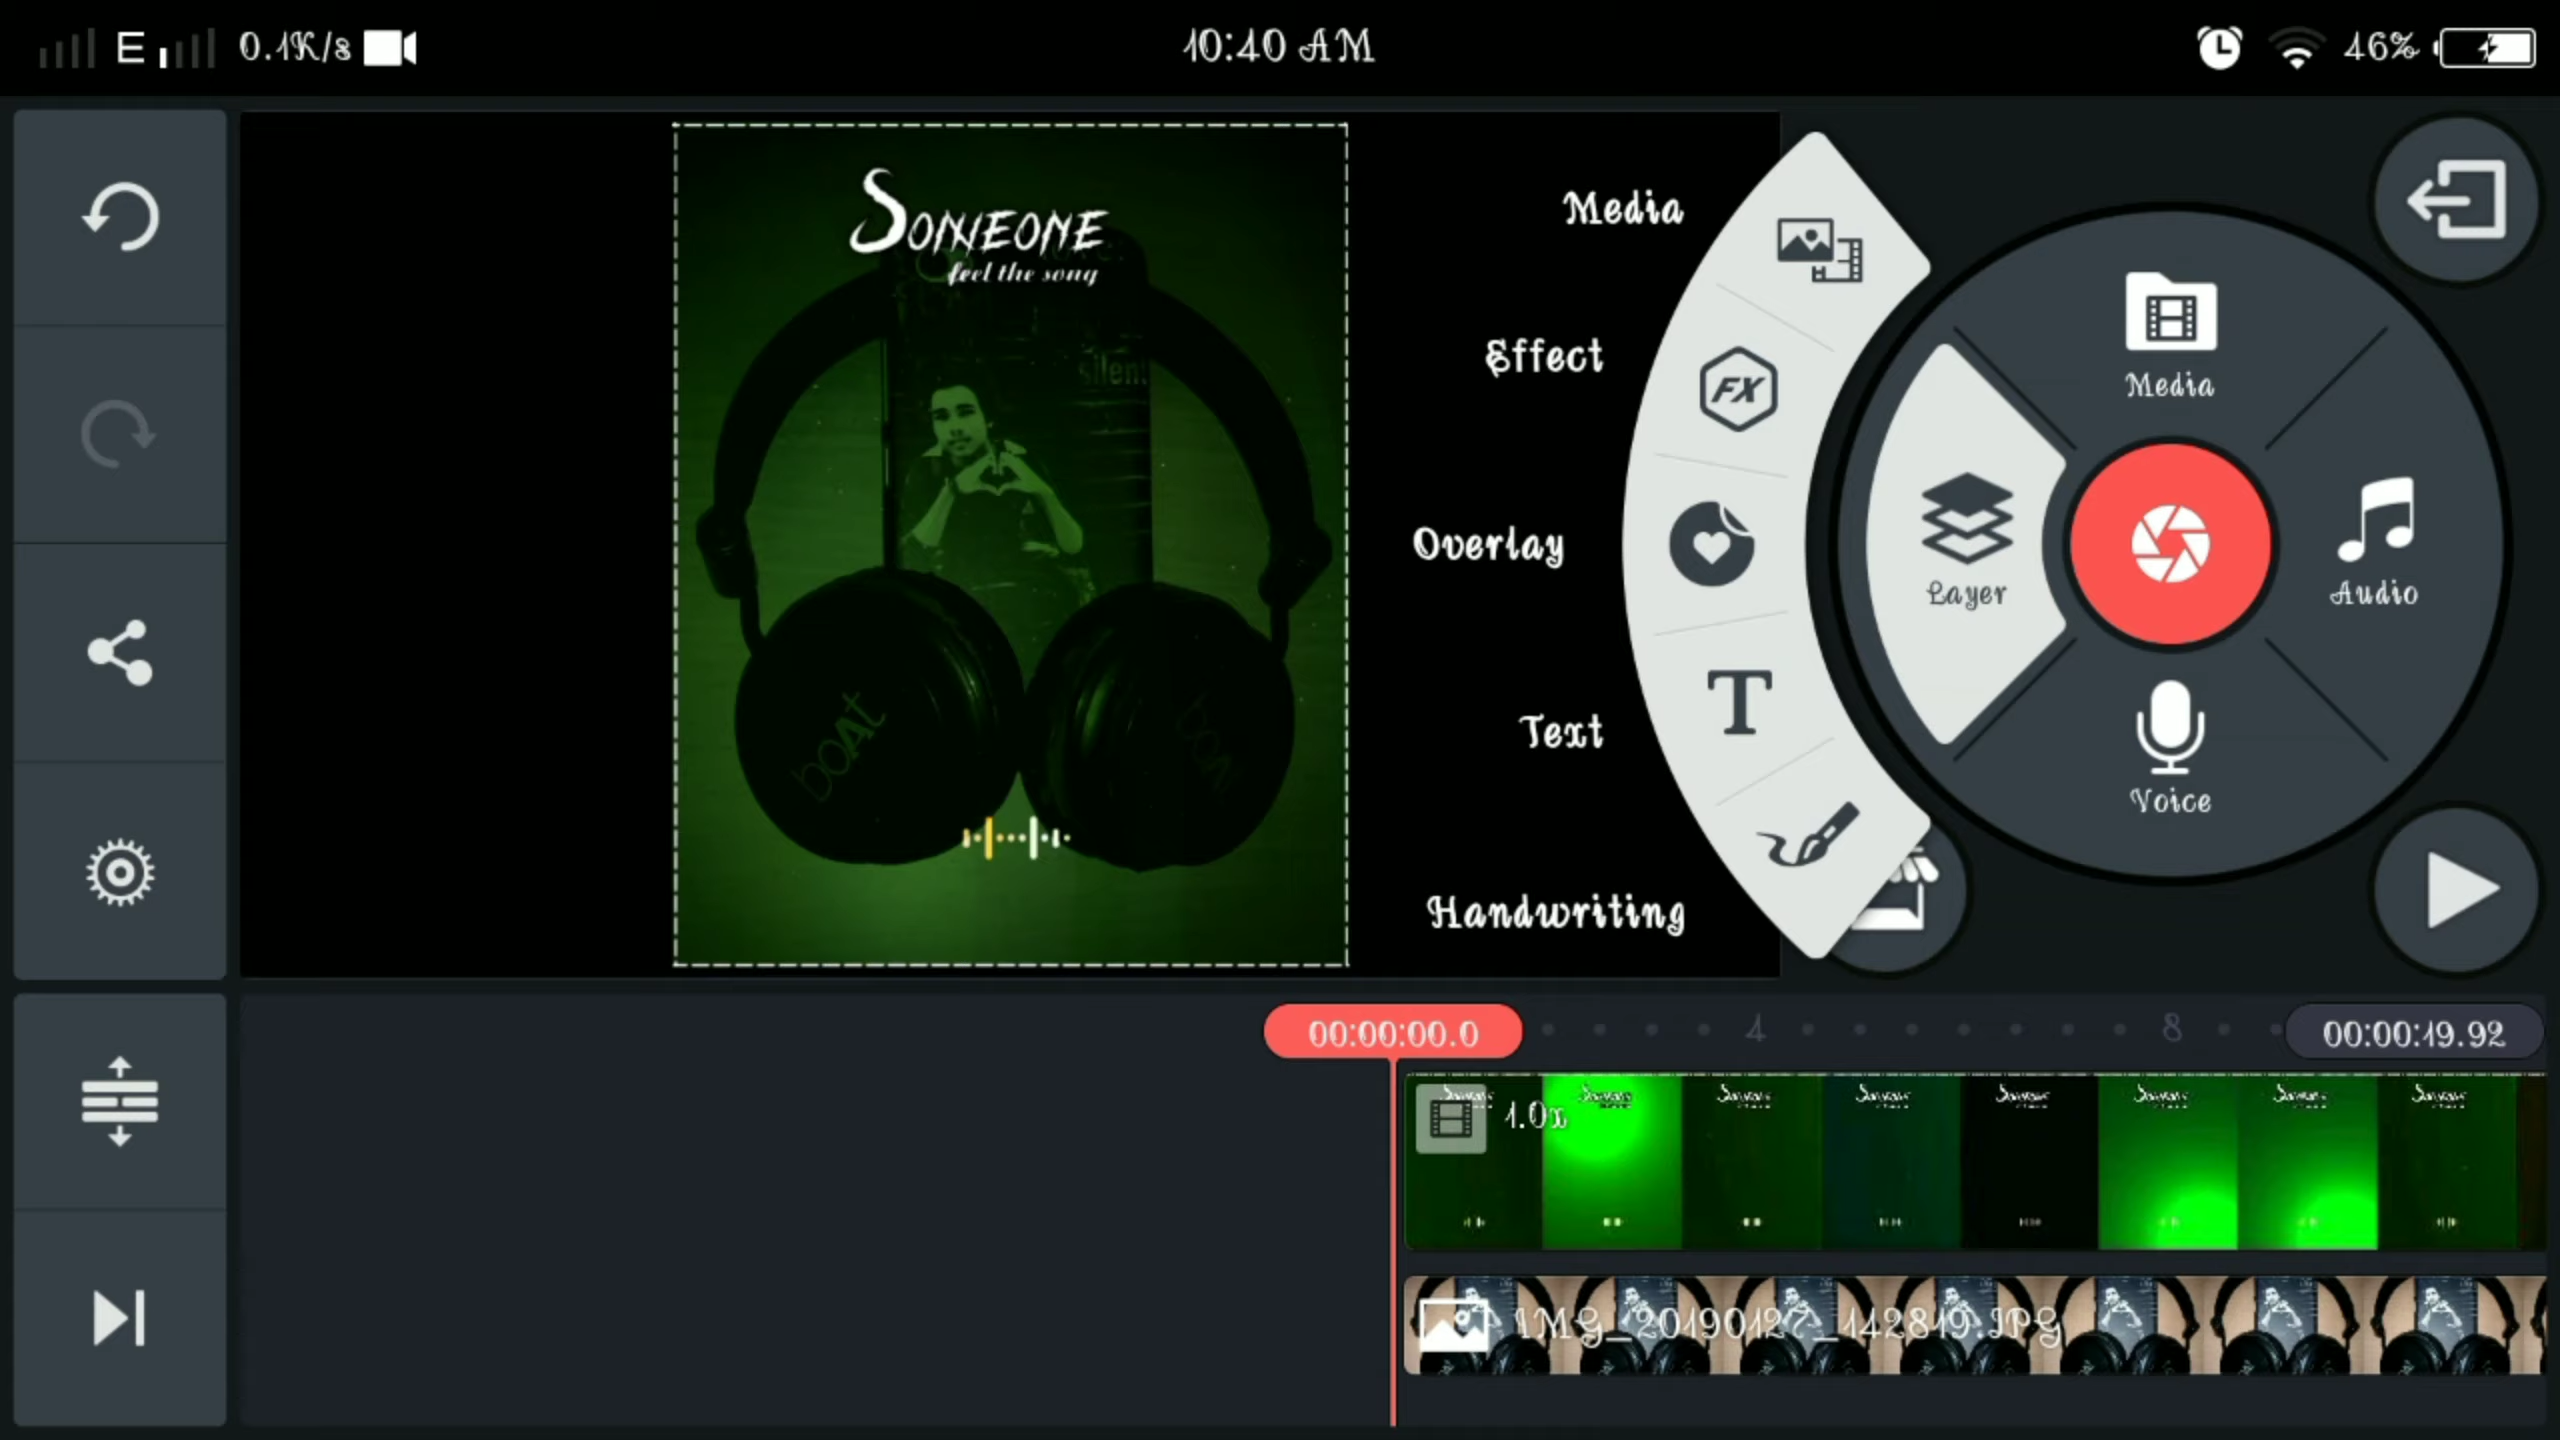 E 0.1K/s
10:40 AM
46%
SOMEONE
feel the song
silent
boAt
Media
Effect
Overlay
Text
Handwriting
Media
Layer
Audio
Voice
00:00:00.0
4
8
00:00:19.92
1.0x
IMG_20190127_142819.JPG